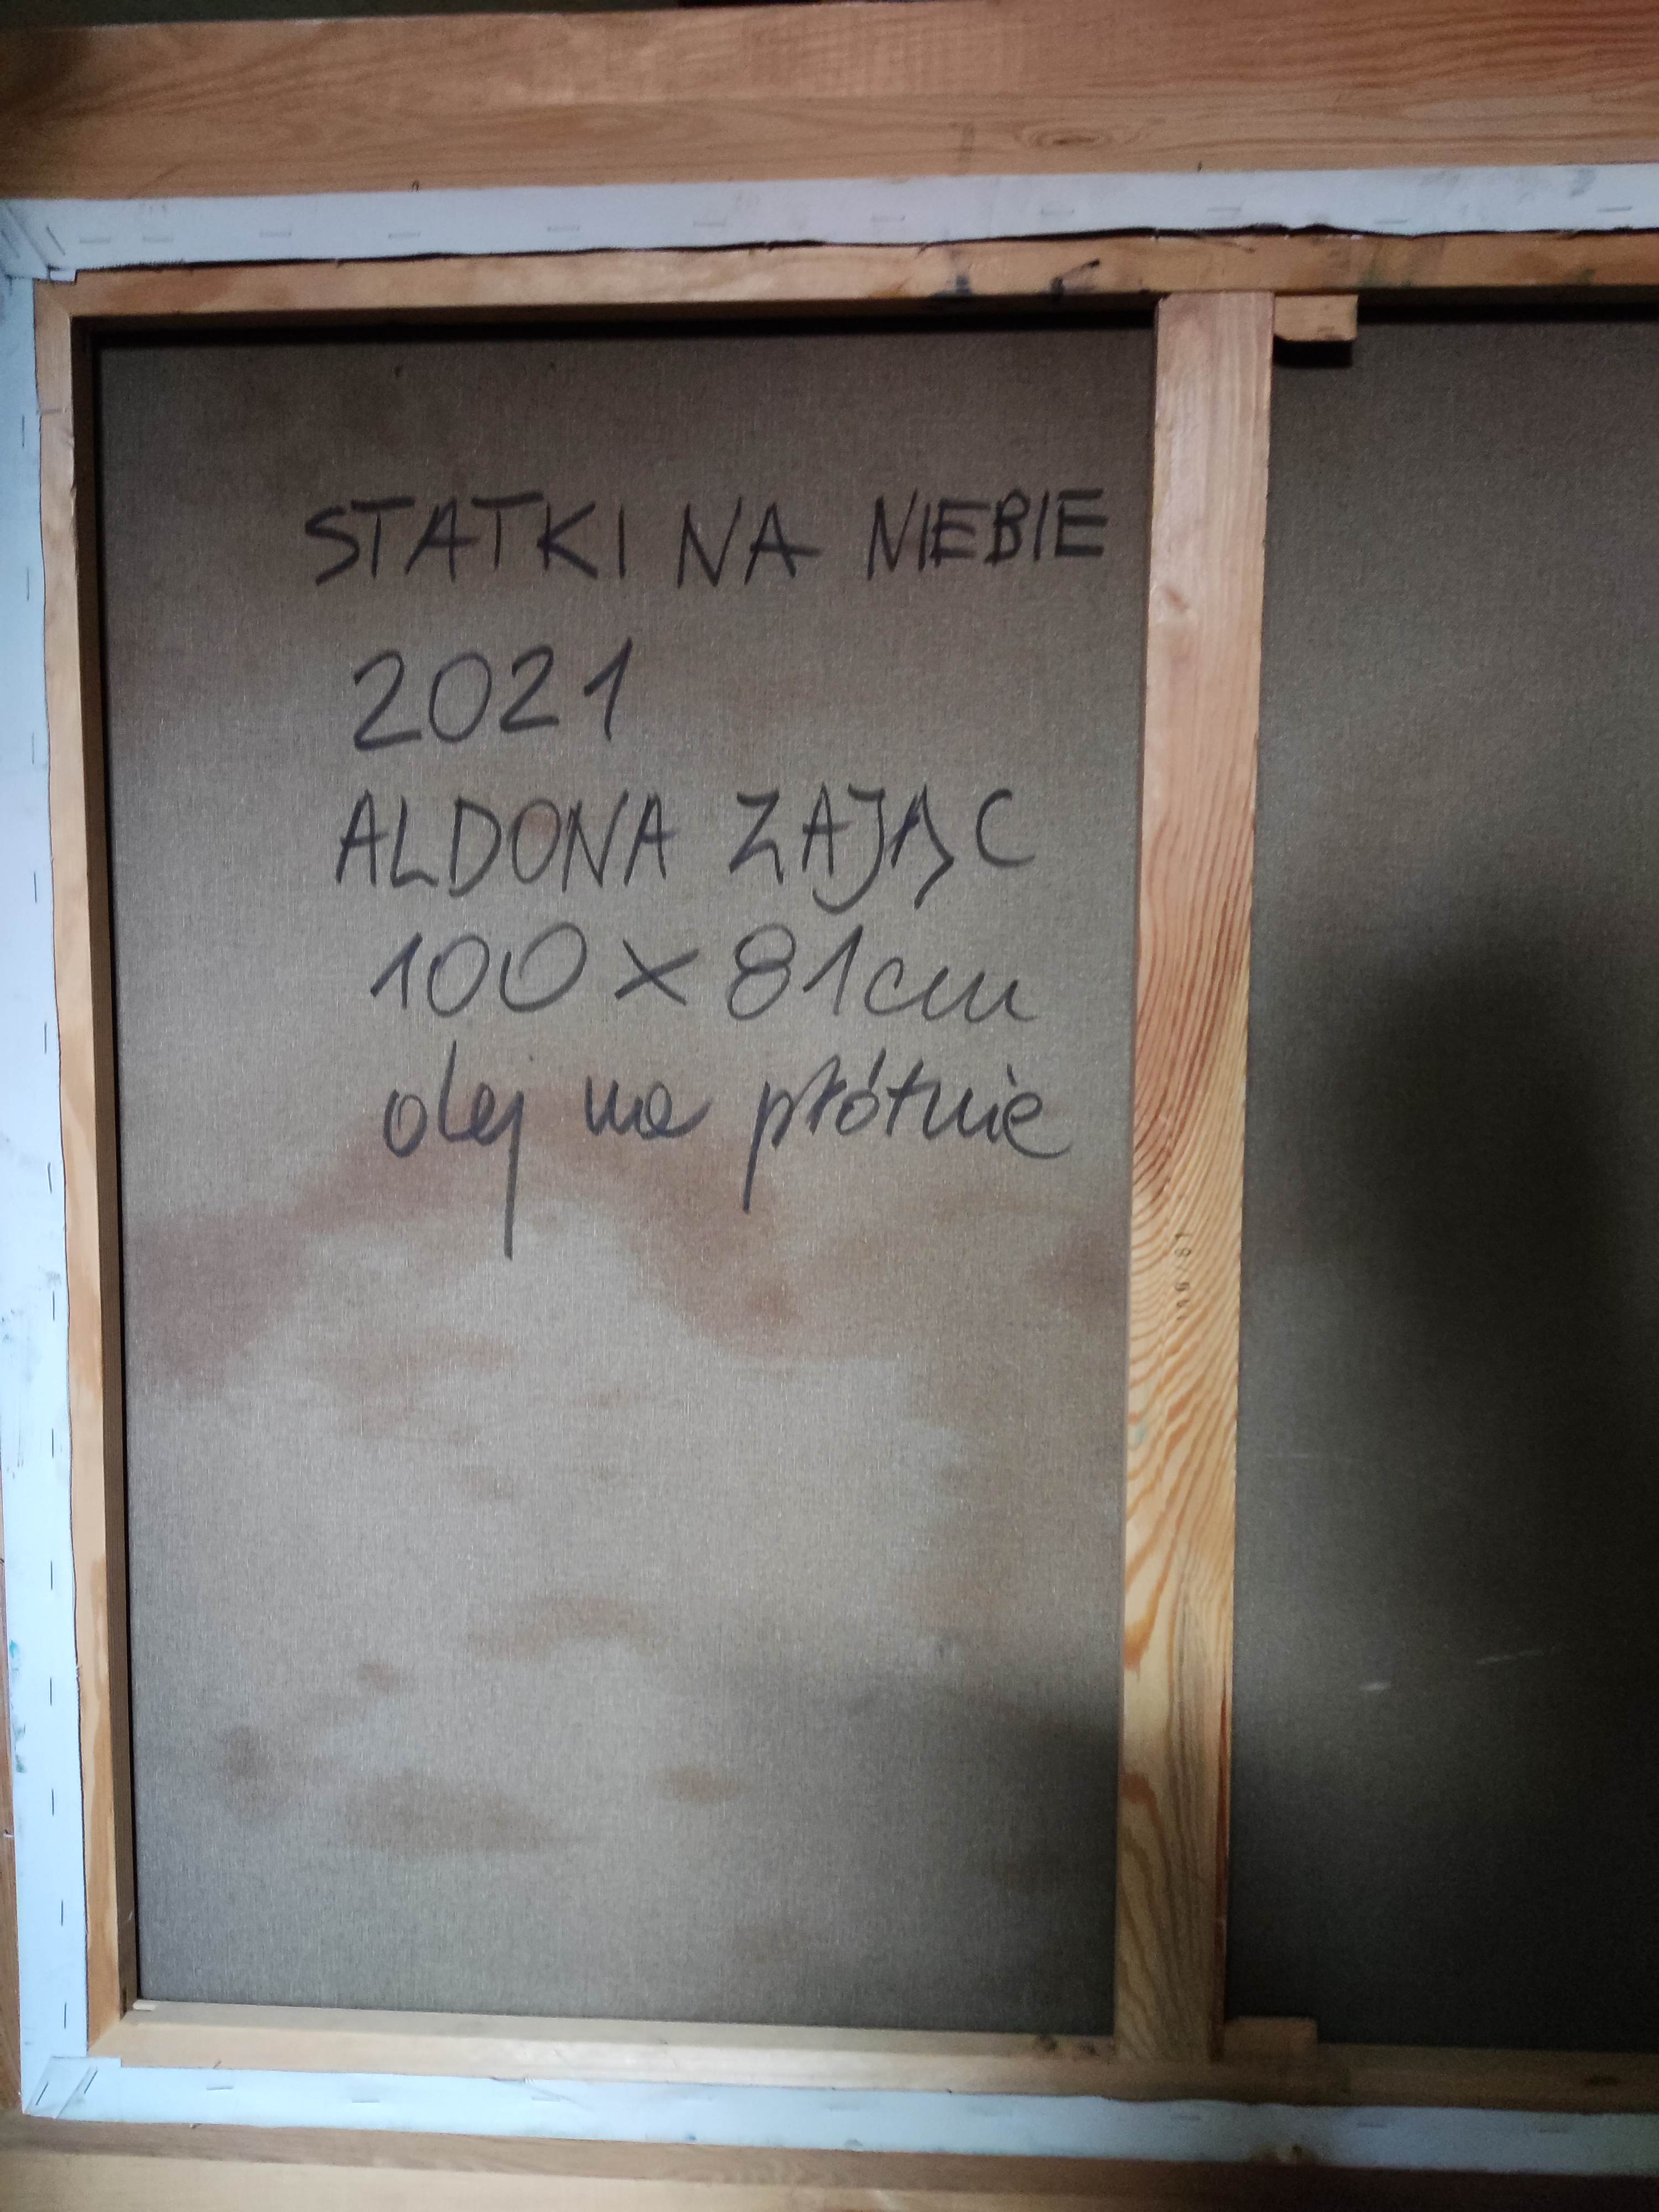 STATKI NA NIEBIE
2021
ALDONA ZAJĄC
100 x 81cm
olej na płótnie